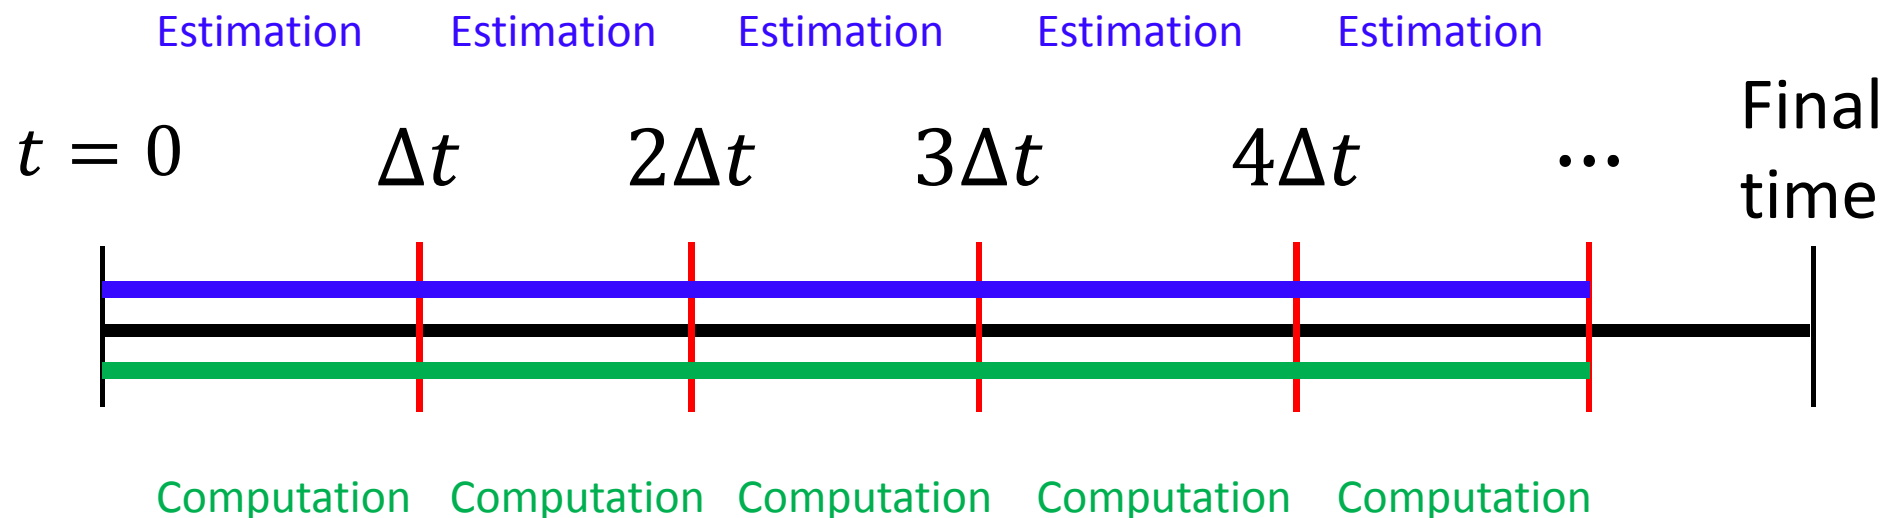 Estimation Estimation Estimation Estimation Estimation
t = 0 Δt 2Δt 3Δt 4Δt ⋯ Final
time
Computation Computation Computation Computation Computation